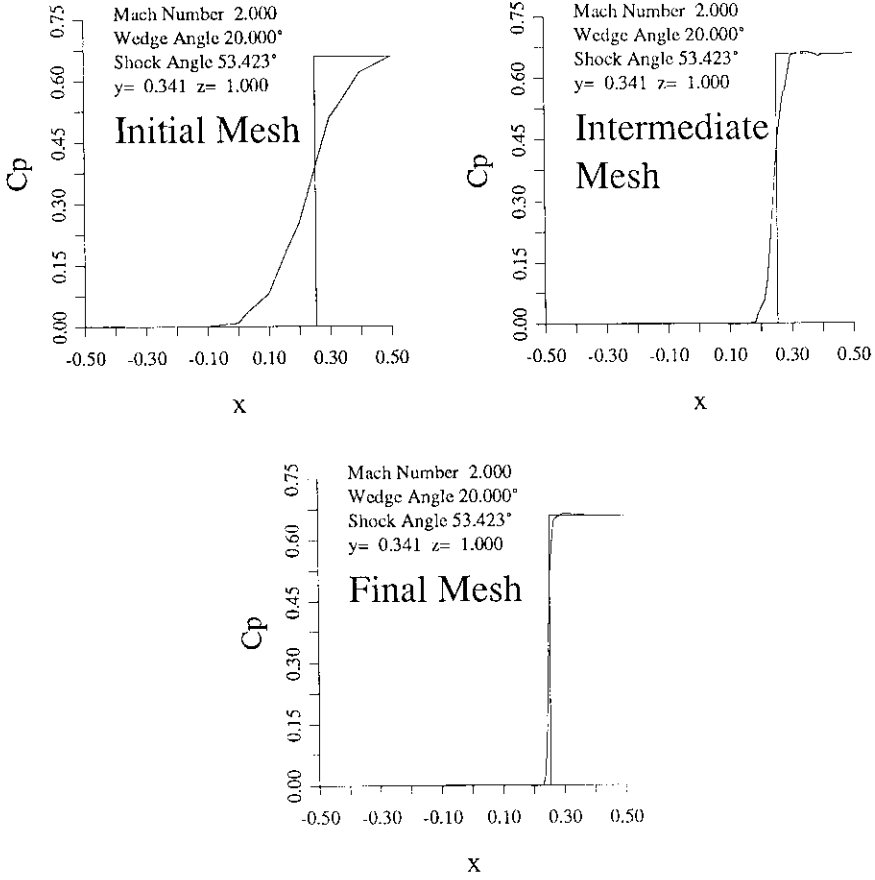 Mach Number 2.000
Wedge Angle 20.000°
Shock Angle 53.423°
y= 0.341 z= 1.000
Initial Mesh
Cp
0.75
0.60
0.45
0.30
0.15
0.00
-0.50 -0.30 -0.10 0.10 0.30 0.50
x
Mach Number 2.000
Wedge Angle 20.000°
Shock Angle 53.423°
y= 0.341 z= 1.000
Intermediate
Mesh
Cp
0.75
0.60
0.45
0.30
0.15
0.00
-0.50 -0.30 -0.10 0.10 0.30 0.50
x
Mach Number 2.000
Wedge Angle 20.000°
Shock Angle 53.423°
y= 0.341 z= 1.000
Final Mesh
Cp
0.75
0.60
0.45
0.30
0.15
0.00
-0.50 -0.30 -0.10 0.10 0.30 0.50
x